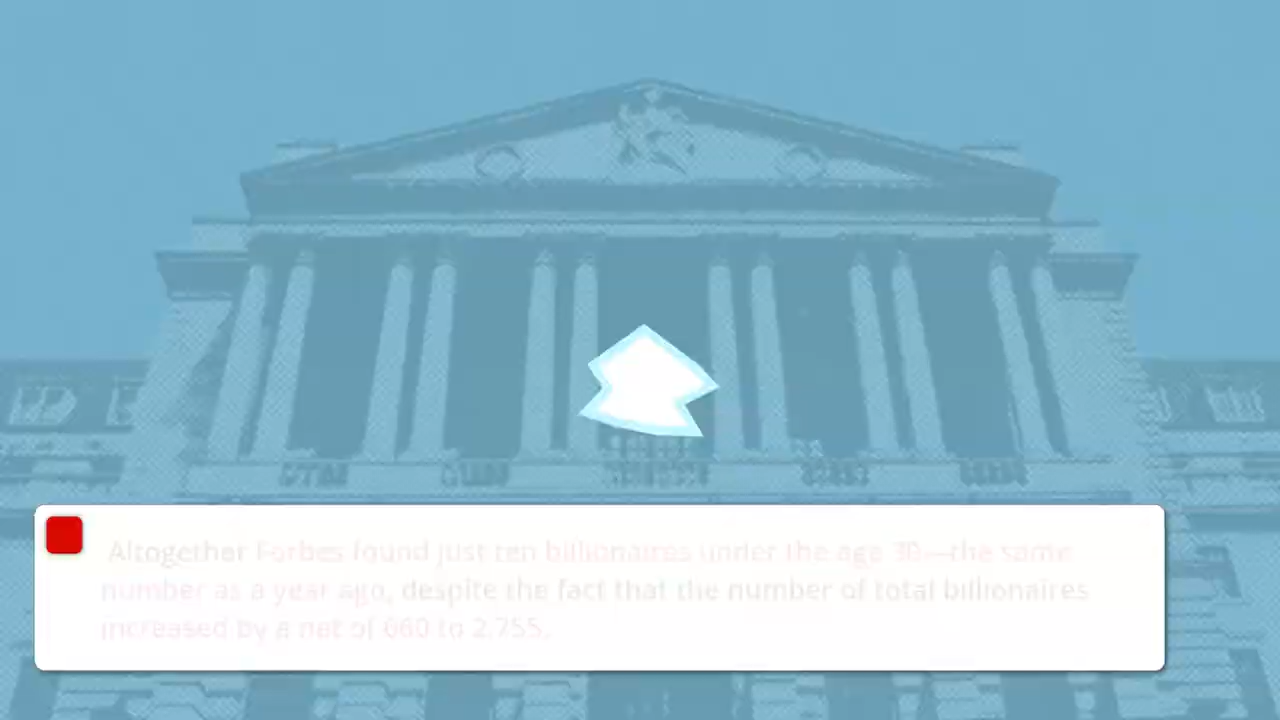 Altogether Forbes found just ten billionaires under the age 30—the same
number as a year ago, despite the fact that the number of total billionaires
increased by a net of 660 to 2,755.